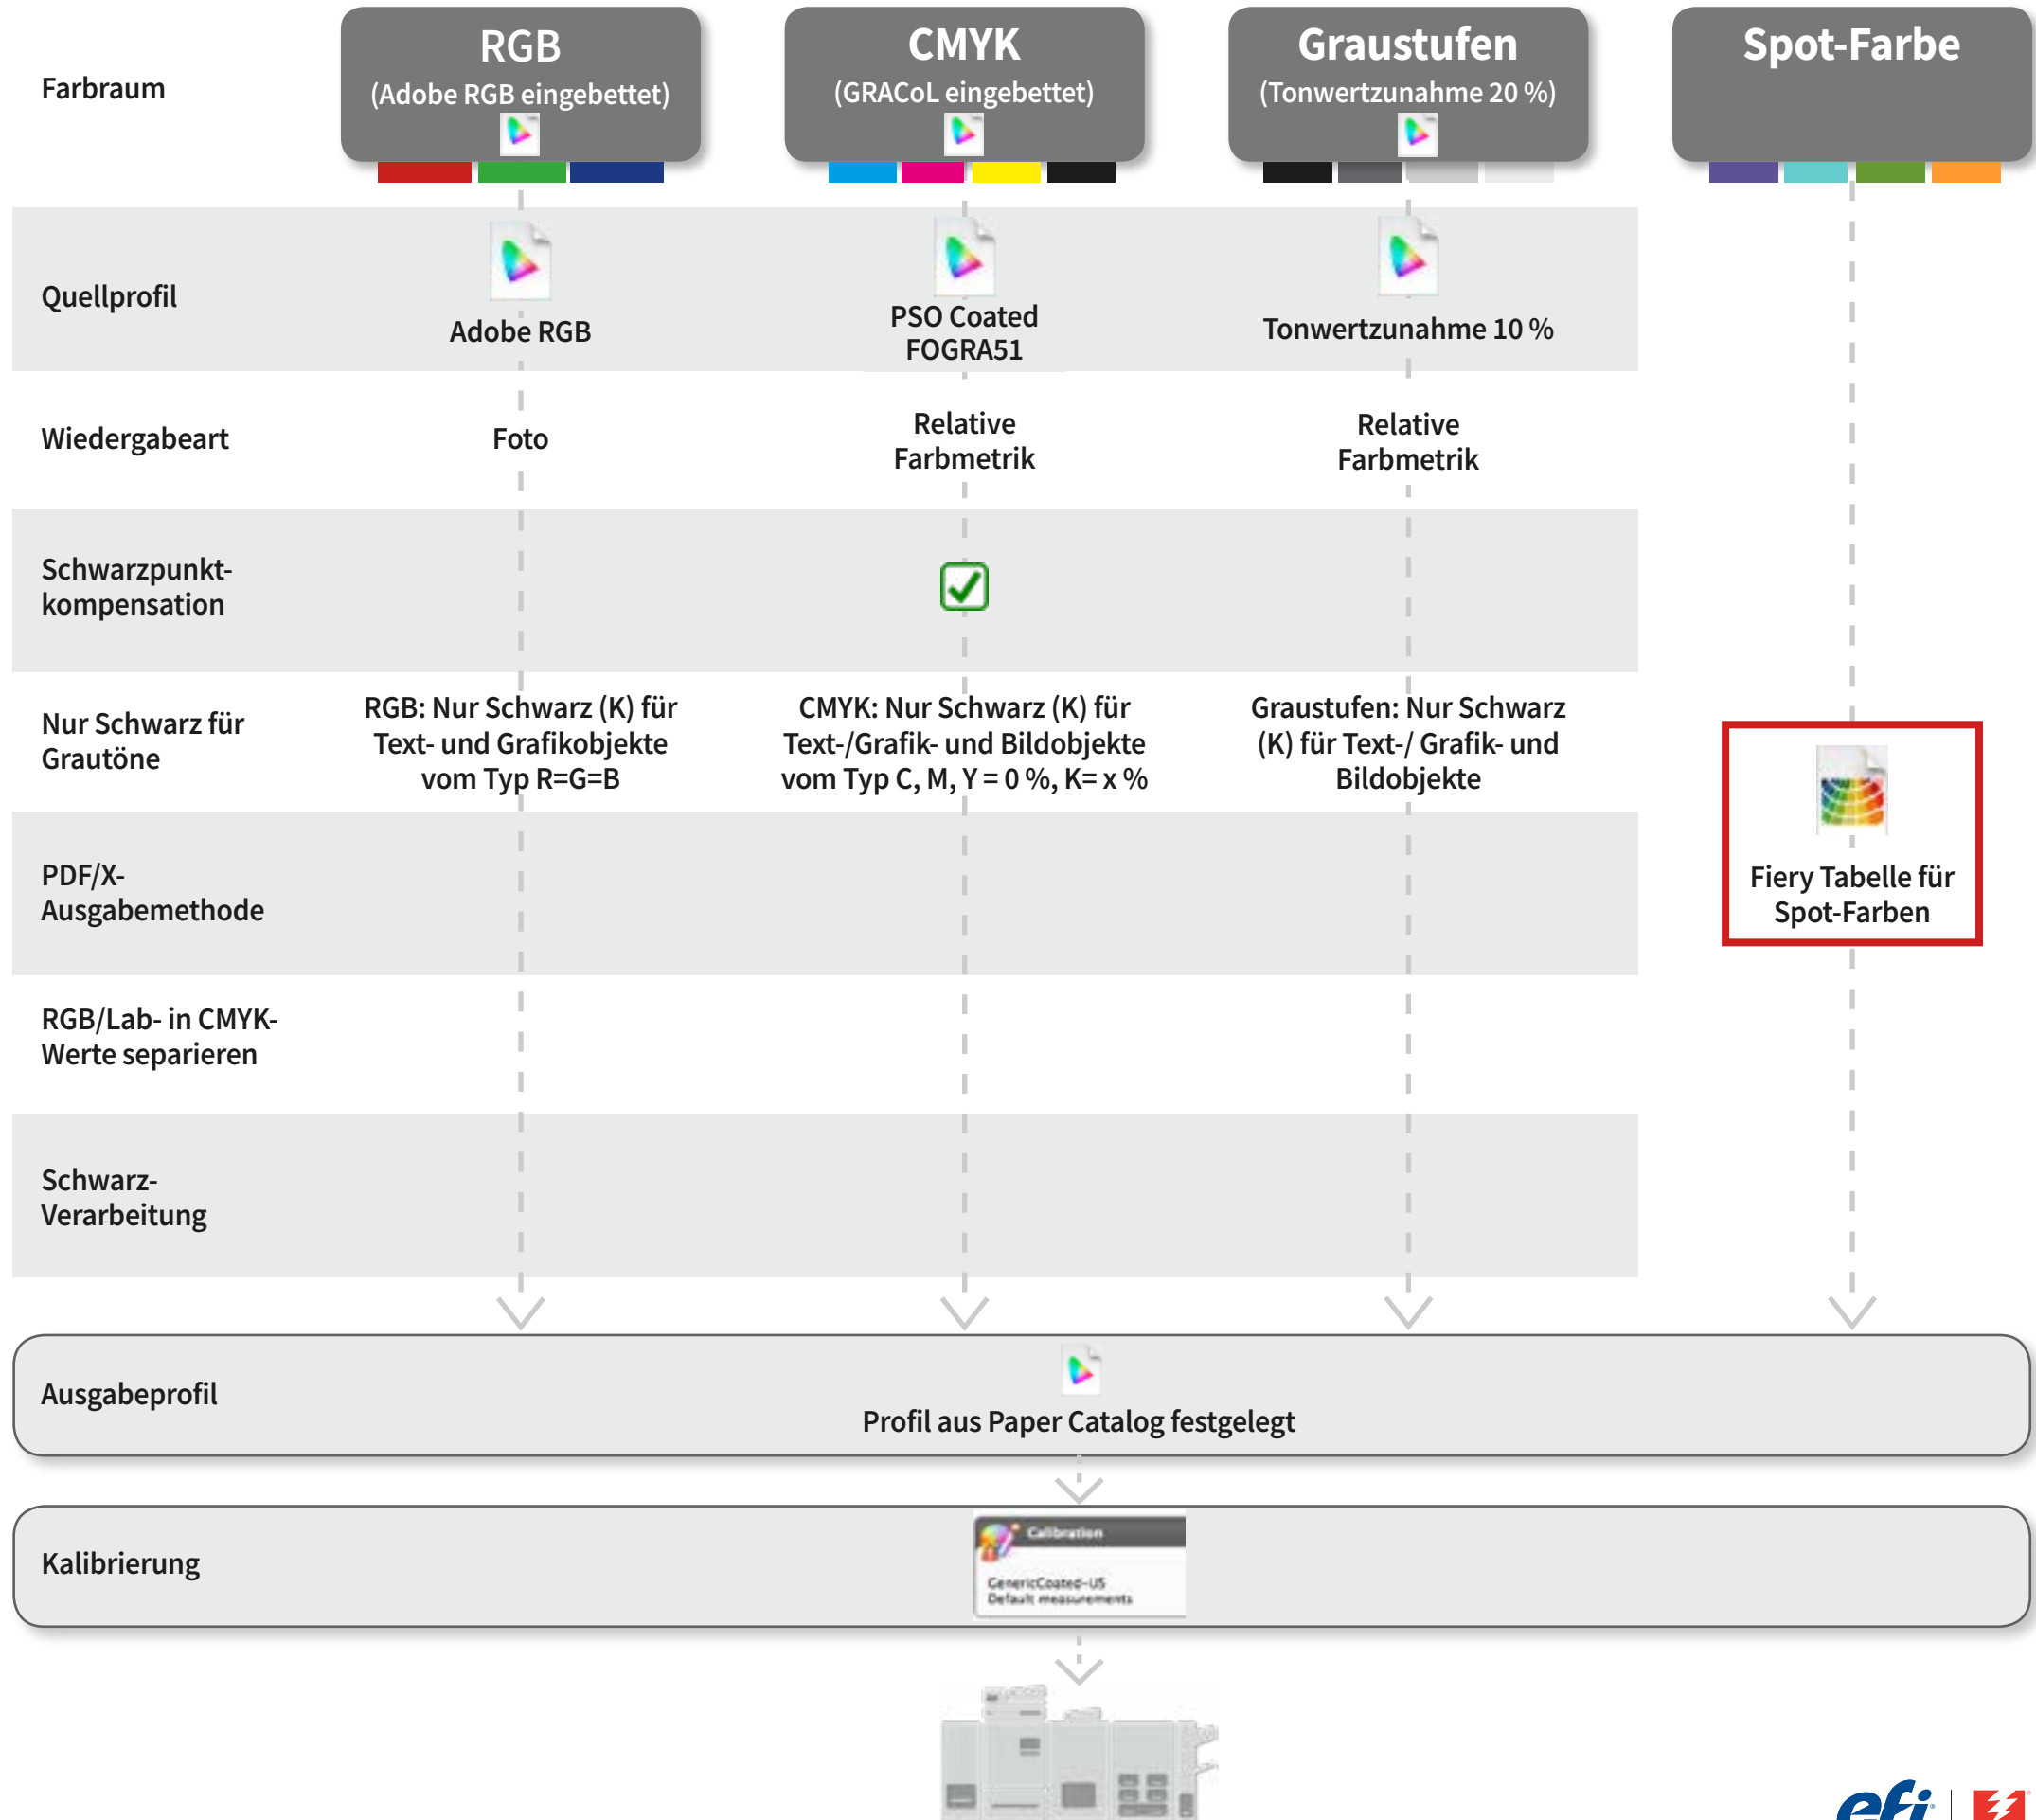 Farbraum
RGB
(Adobe RGB eingebettet)
CMYK
(GRACoL eingebettet)
Graustufen
(Tonwertzunahme 20 %)
Spot-Farbe
Quellprofil
Adobe RGB
PSO Coated
FOGRA51
Tonwertzunahme 10 %
Wiedergabeart
Foto
Relative
Farbmetrik
Relative
Farbmetrik
Schwarzpunkt-
kompensation
Nur Schwarz für
Grautöne
RGB: Nur Schwarz (K) für
Text- und Grafikobjekte
vom Typ R=G=B
CMYK: Nur Schwarz (K) für
Text-/Grafik- und Bildobjekte
vom Typ C, M, Y = 0 %, K= x %
Graustufen: Nur Schwarz
(K) für Text-/ Grafik- und
Bildobjekte
Fiery Tabelle für
Spot-Farben
PDF/X-
Ausgabemethode
RGB/Lab- in CMYK-
Werte separieren
Schwarz-
Verarbeitung
Ausgabeprofil
Profil aus Paper Catalog festgelegt
Kalibrierung
Calibration
GenericCoated-US
Default measurements
efi